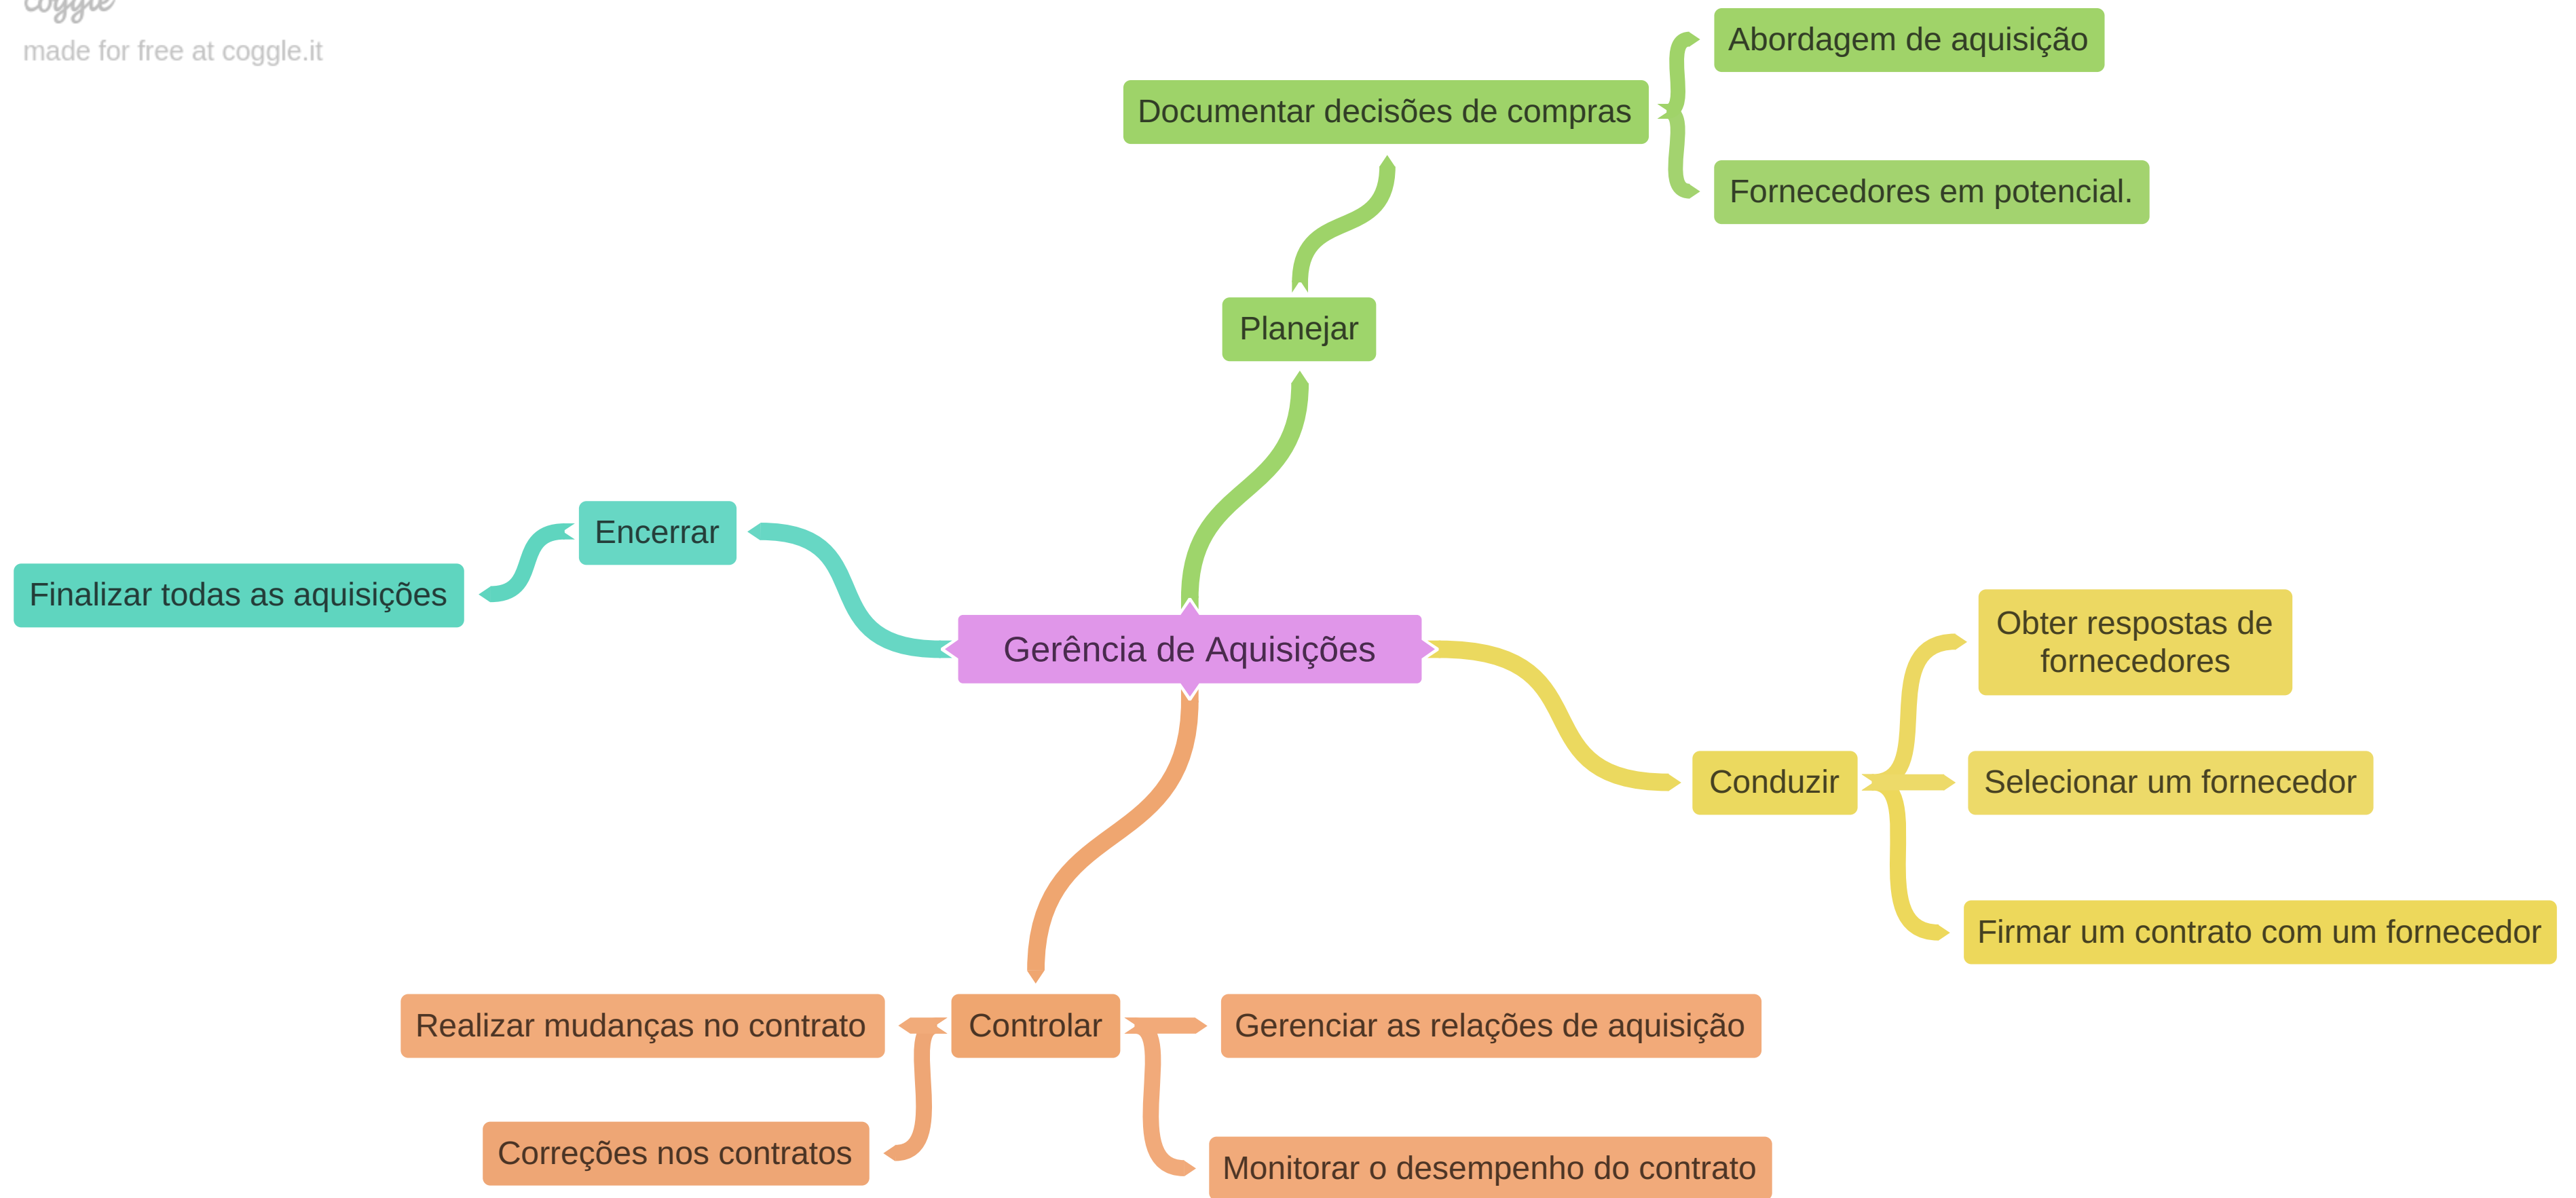 coggle
made for free at coggle.it
Abordagem de aquisição
Documentar decisões de compras
Fornecedores em potencial.
Planejar
Encerrar
Finalizar todas as aquisições
Gerência de Aquisições
Obter respostas de
fornecedores
Conduzir
Selecionar um fornecedor
Firmar um contrato com um fornecedor
Realizar mudanças no contrato
Controlar
Gerenciar as relações de aquisição
Correções nos contratos
Monitorar o desempenho do contrato